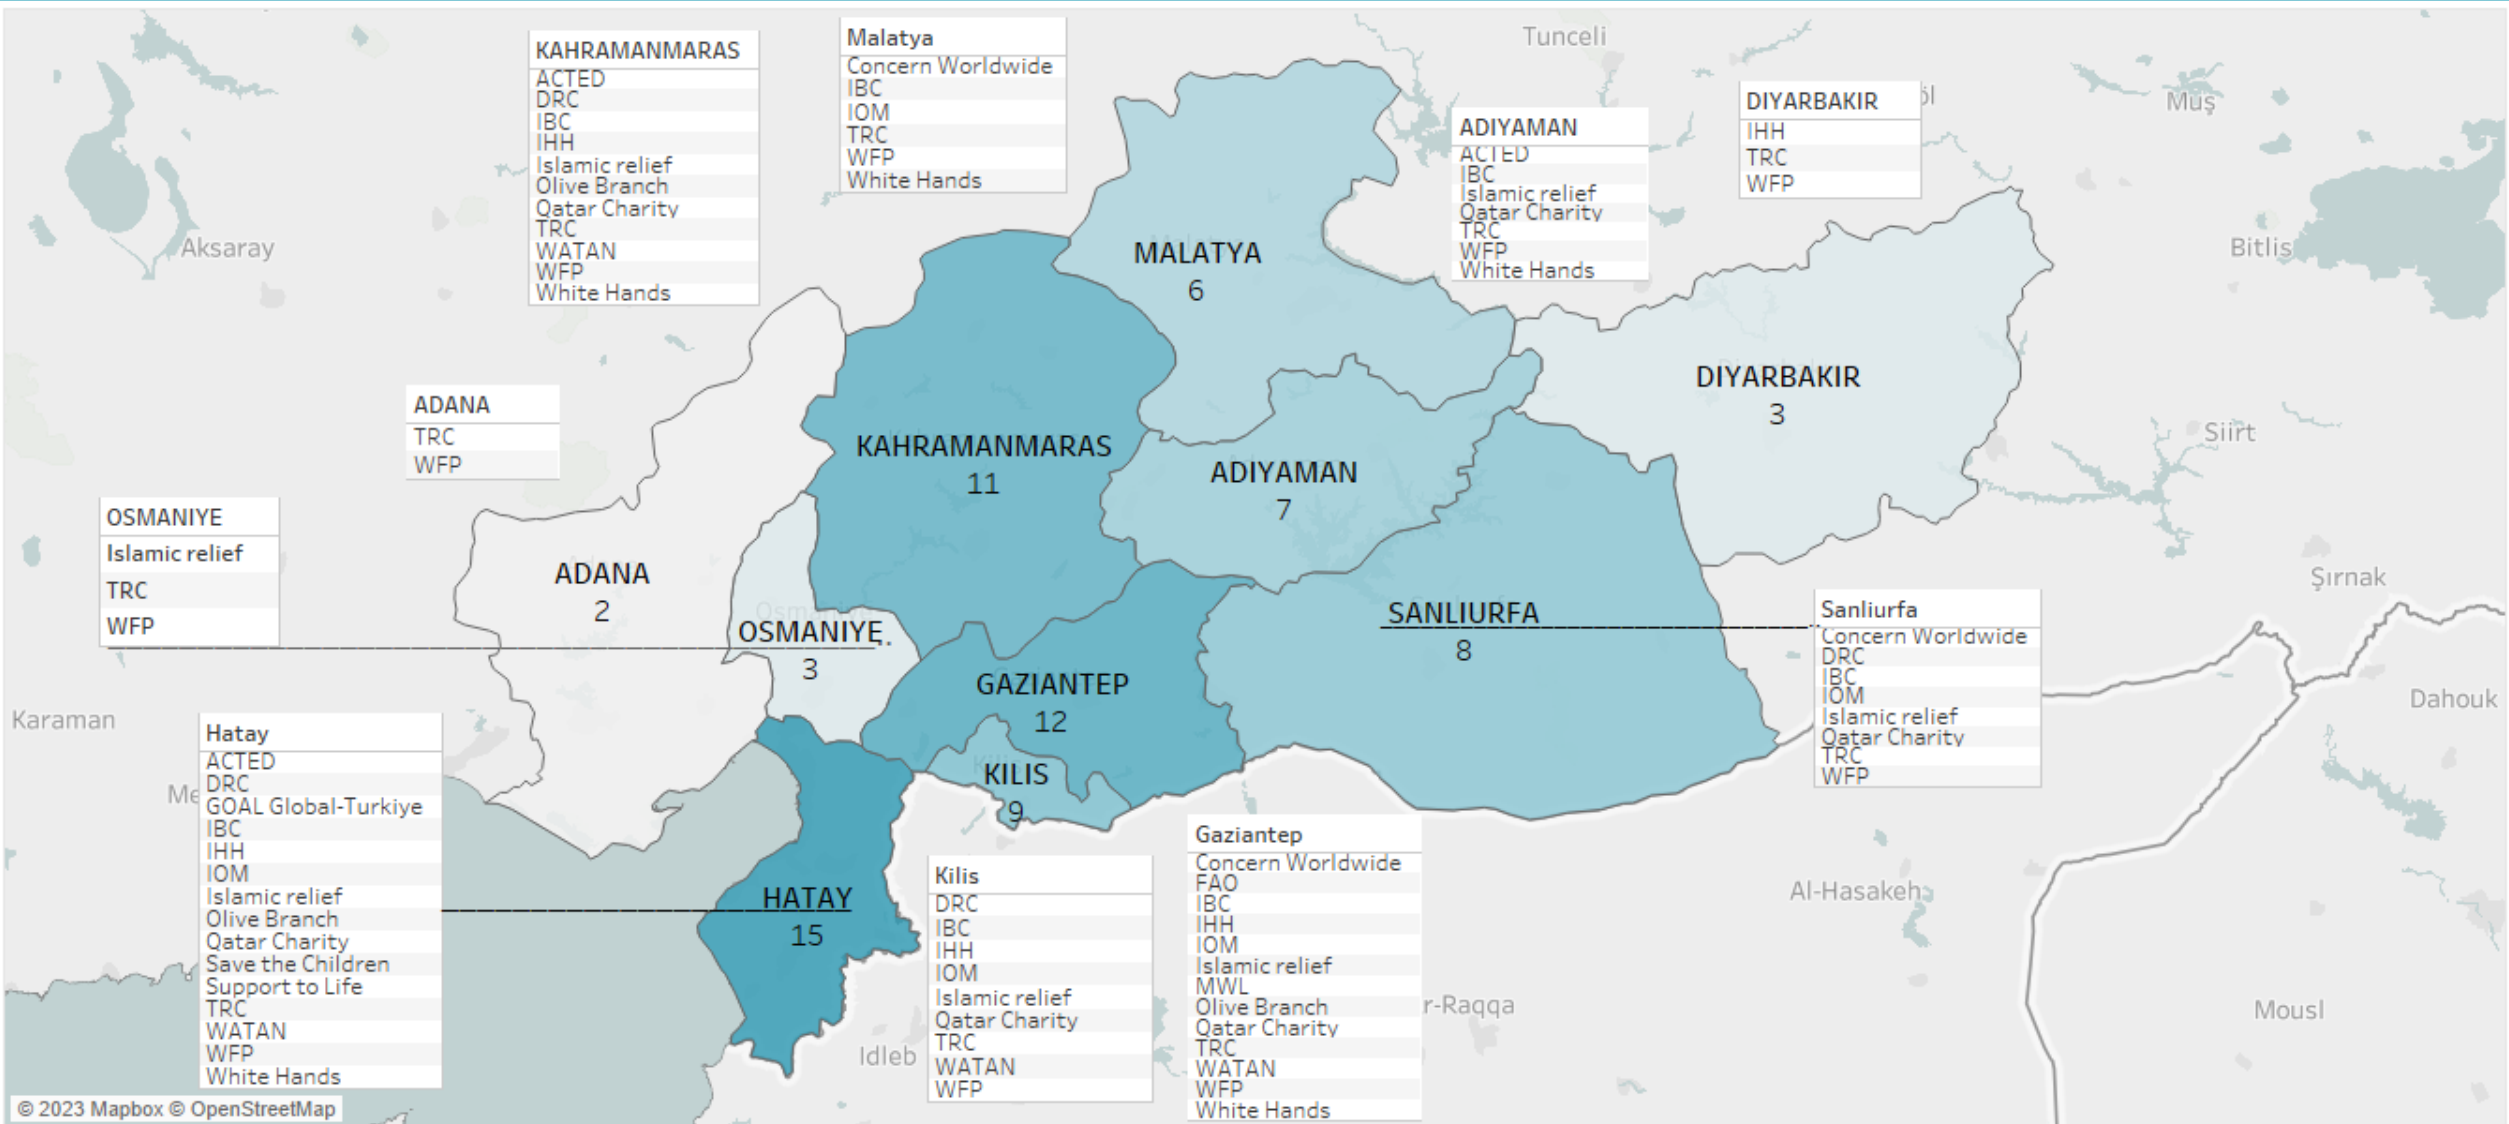 KAHRAMANMARAS
ACTED
DRC
IBC
IHH
Islamic relief
Olive Branch
Qatar Charity
TRC
WATAN
WFP
White Hands
Malatya
Concern Worldwide
IBC
IOM
TRC
WFP
White Hands
Tunceli
ADIYAMAN
ACTED
IBC
Islamic relief
Qatar Charity
TRC
WFP
White Hands
DIYARBAKIR
IHH
TRC
WFP
Muş
Aksaray
Bitlis
MALATYA
6
DIYARBAKIR
3
ADANA
TRC
WFP
KAHRAMANMARAS
11
ADIYAMAN
7
Siirt
OSMANIYE
Islamic relief
TRC
WFP
ADANA
2
OSMANIYE.
3
SANLIURFA
8
Şırnak
Sanliurfa
Concern Worldwide
DRC
IBC
IOM
Islamic relief
Qatar Charity
TRC
WFP
GAZIANTEP
12
KILIS
9
Karaman
Dahouk
Hatay
ACTED
DRC
GOAL Global-Turkiye
IBC
IHH
IOM
Islamic relief
Olive Branch
Qatar Charity
Save the Children
Support to Life
TRC
WATAN
WFP
White Hands
HATAY
15
Kilis
DRC
IBC
IHH
IOM
Islamic relief
Qatar Charity
TRC
WATAN
WFP
Gaziantep
Concern Worldwide
FAO
IBC
IHH
IOM
Islamic relief
MWL
Olive Branch
Qatar Charity
TRC
WATAN
WFP
White Hands
Al-Hasakeh
r-Raqqa
Mousl
Idleb
© 2023 Mapbox © OpenStreetMap